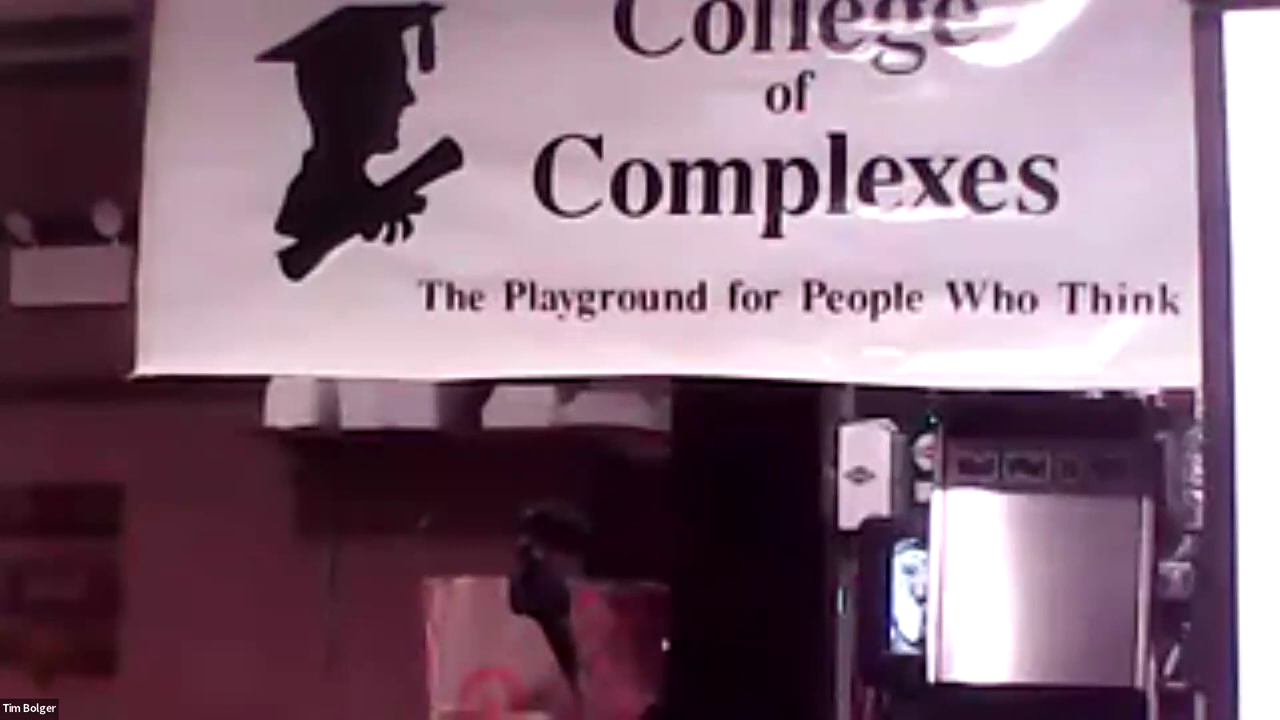 College
of
Complexes
The Playground for People Who Think
Tim Bolger